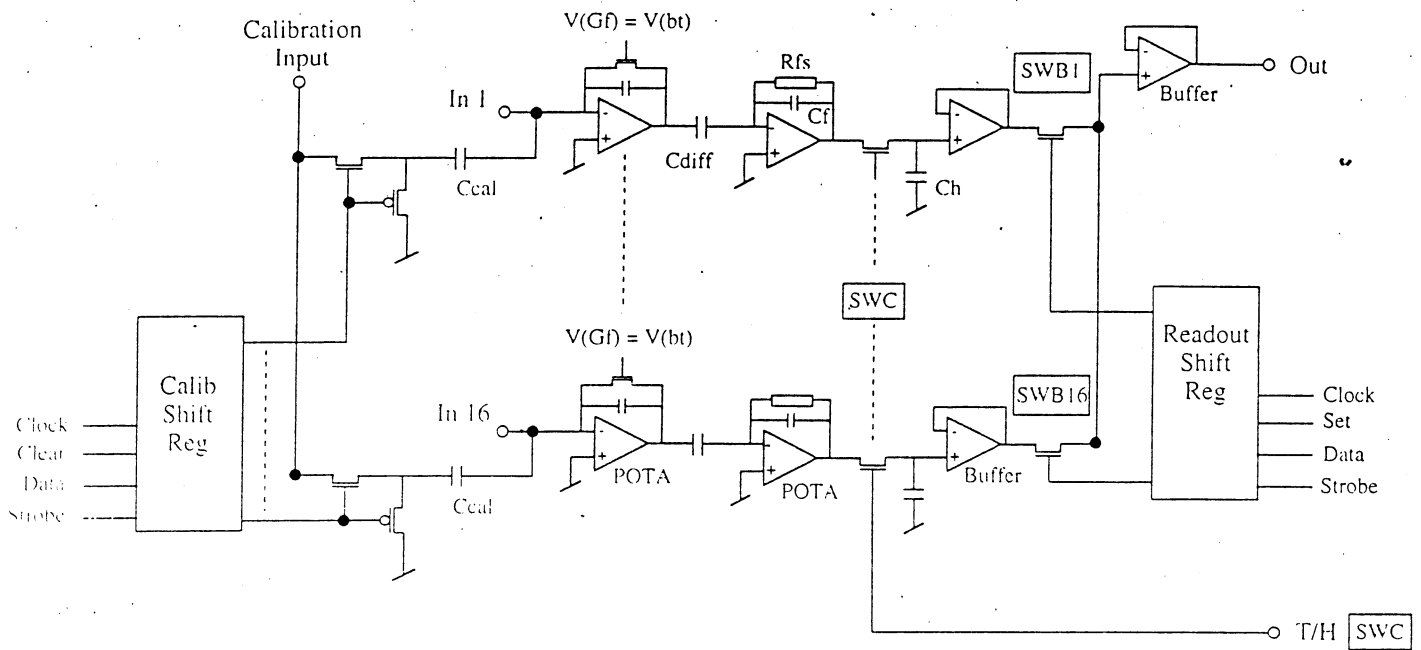 Calibration
Input
V(Gf) = V(bt)
In 1
Ccal
Cdiff
Rfs
Cf
Ch
SWB1
Buffer
Out
SWC
Calib
Shift
Reg
Clock
Clear
Data
Strobe
V(Gf) = V(bt)
In 16
Ccal
POTA
POTA
Buffer
SWB16
Readout
Shift
Reg
Clock
Set
Data
Strobe
T/H SWC